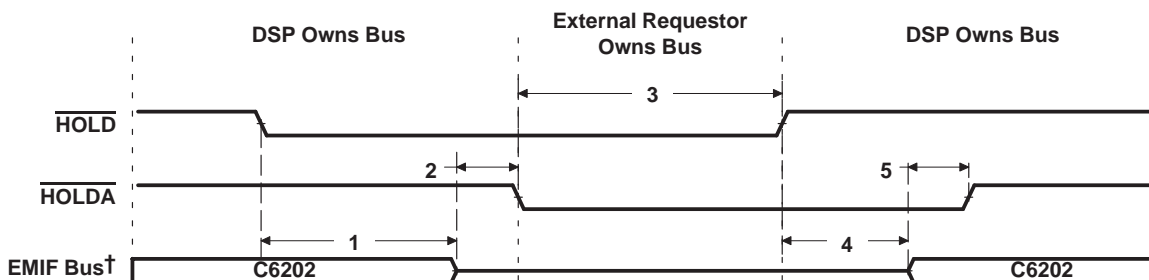 DSP Owns Bus
External Requestor
Owns Bus
DSP Owns Bus
3
HOLD
2
5
HOLDA
1
4
EMIF Bus†
C6202
C6202